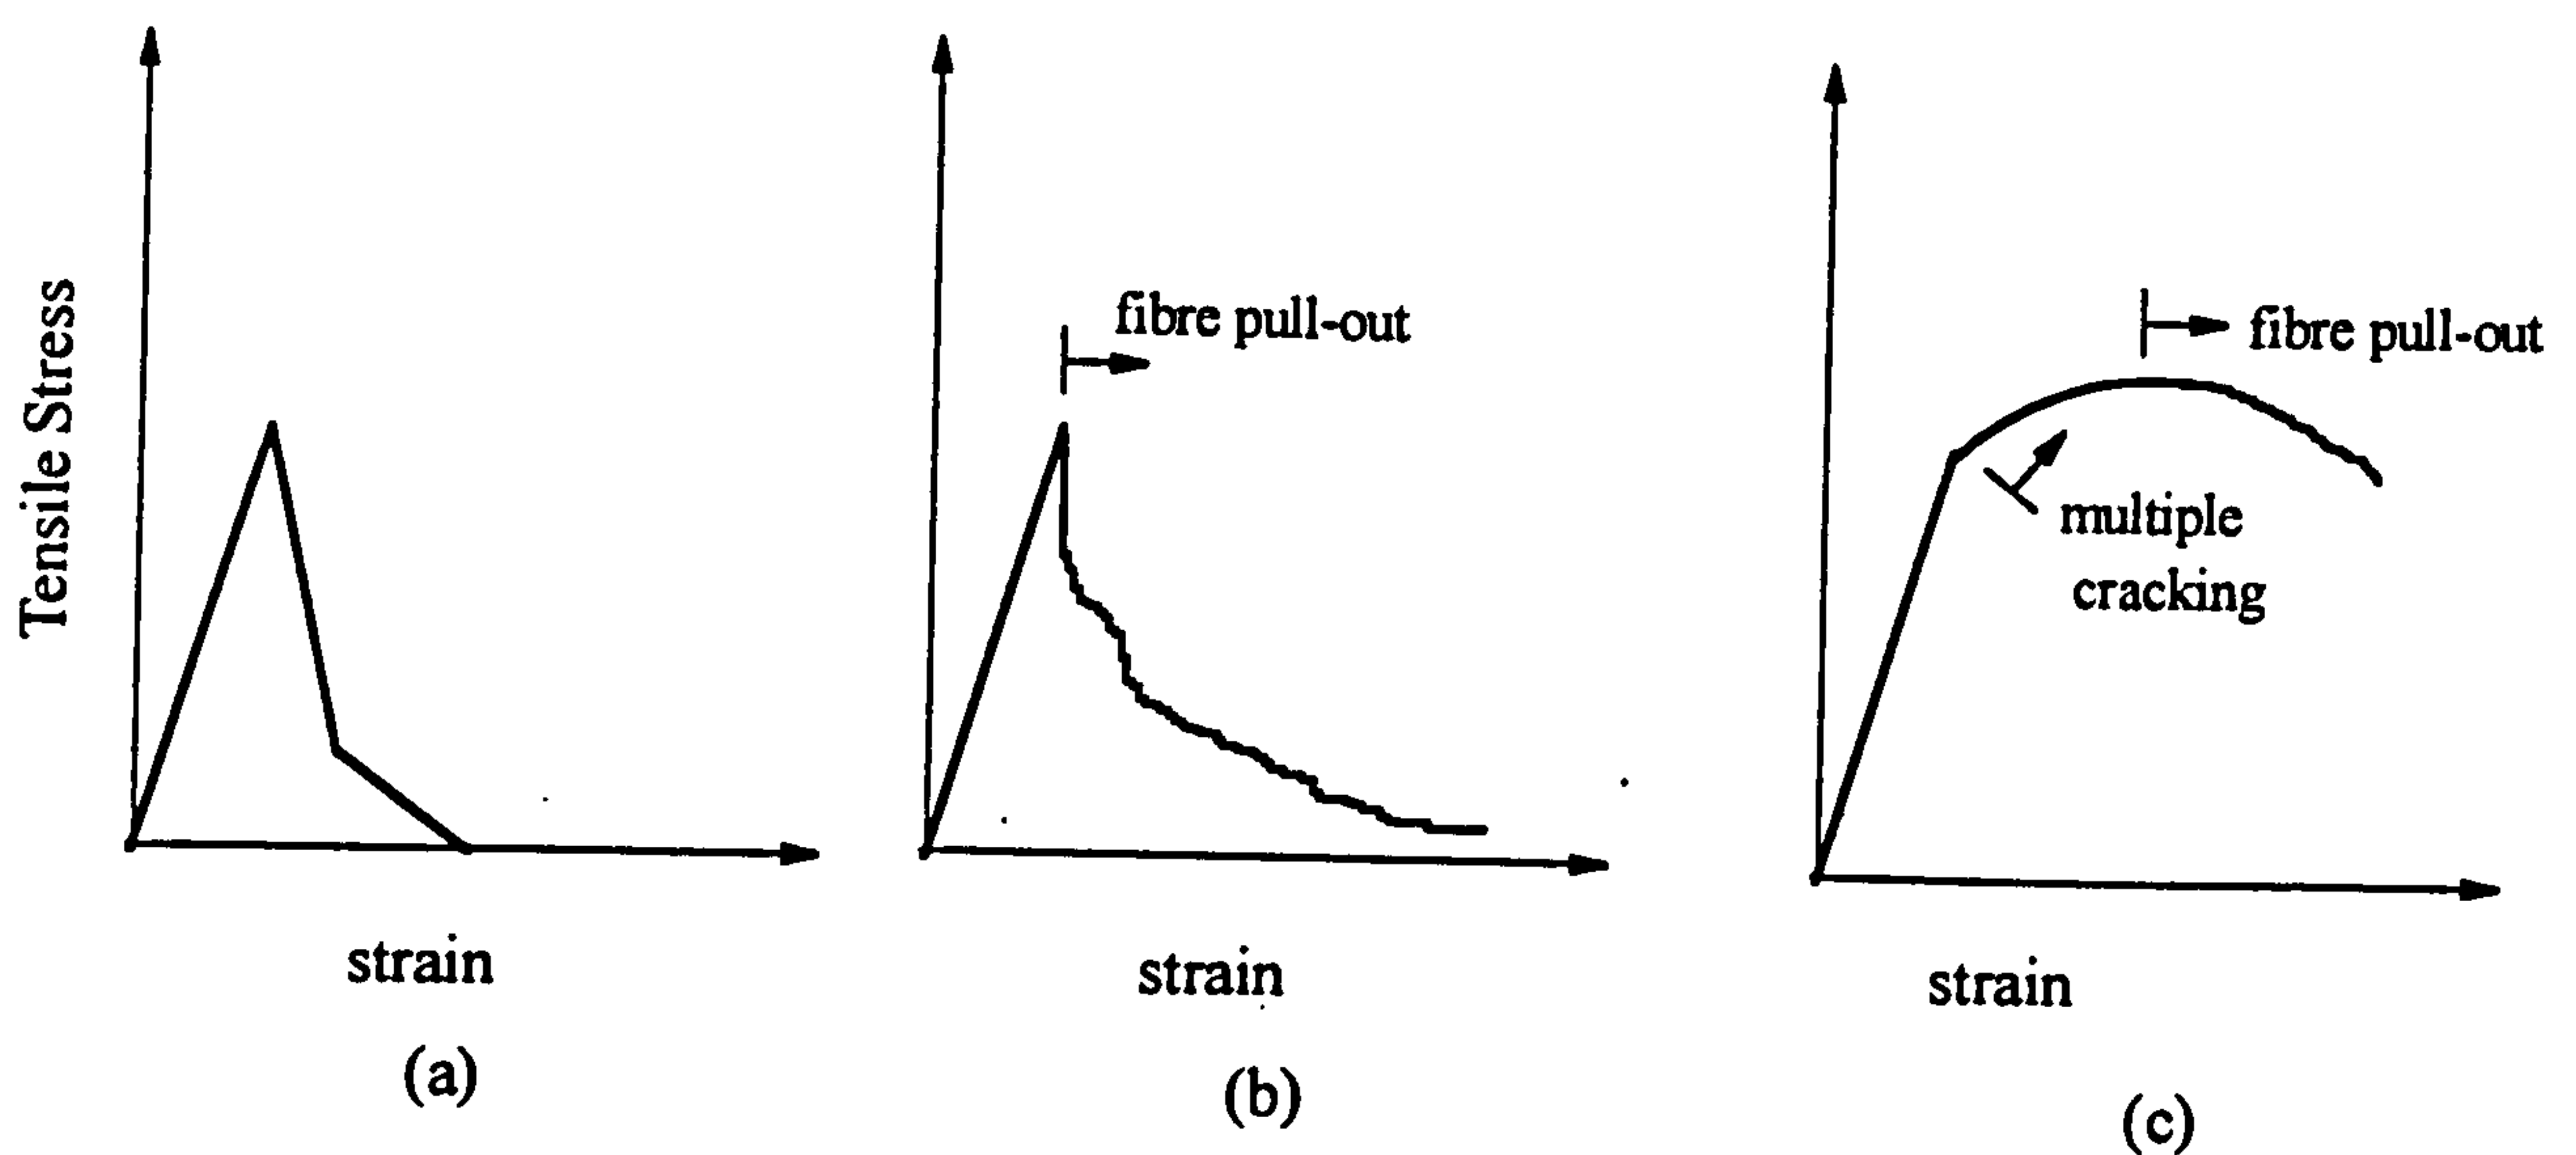 Tensile Stress
strain
(a)
fibre pull-out
strain
(b)
fibre pull-out
multiple
cracking
strain
(c)